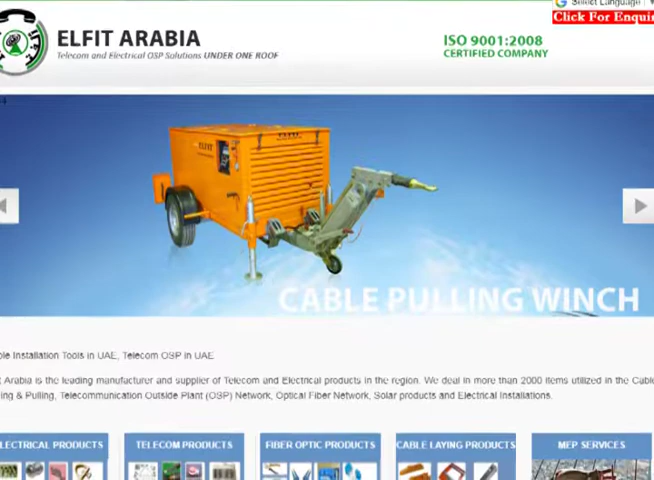 Select Language
Click For Enquir
ELFIT ARABIA
Telecom and Electrical OSP Solutions UNDER ONE ROOF
ISO 9001:2008
CERTIFIED COMPANY
ELFIT
ELFIT
CABLE PULLING WINCH
ble Installation Tools in UAE, Telecom OSP in UAE
t Arabia is the leading manufacturer and supplier of Telecom and Electrical products in the region. We deal in more than 2000 items utilized in the Cable
ing & Pulling, Telecommunication Outside Plant (OSP) Network, Optical Fiber Network, Solar products and Electrical Installations.
LECTRICAL PRODUCTS
TELECOM PRODUCTS
FIBER OPTIC PRODUCTS
CABLE LAYING PRODUCTS
MEP SERVICES